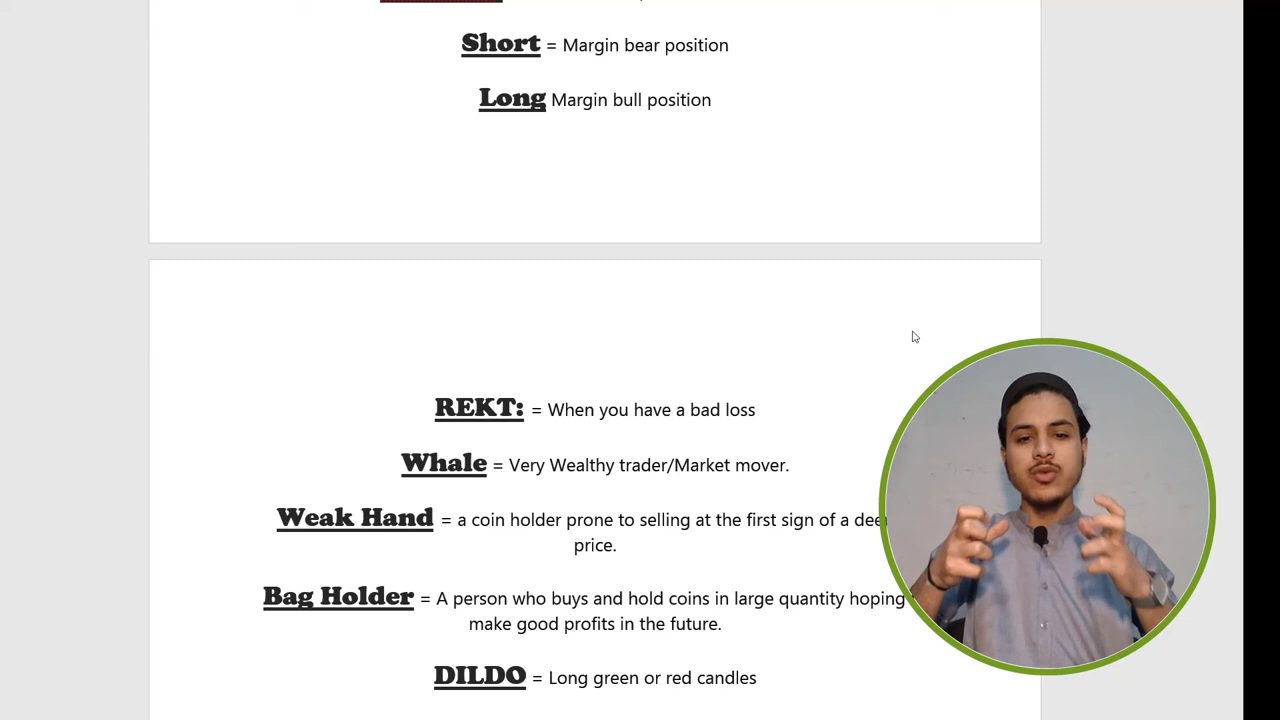 Short = Margin bear position
Long Margin bull position
REKT: = When you have a bad loss
Whale = Very Wealthy trader/Market mover.
Weak Hand = a coin holder prone to selling at the first sign of a
price.
Bag Holder = A person who buys and hold coins in large quantity hoping
make good profits in the future.
DILDO = Long green or red candles